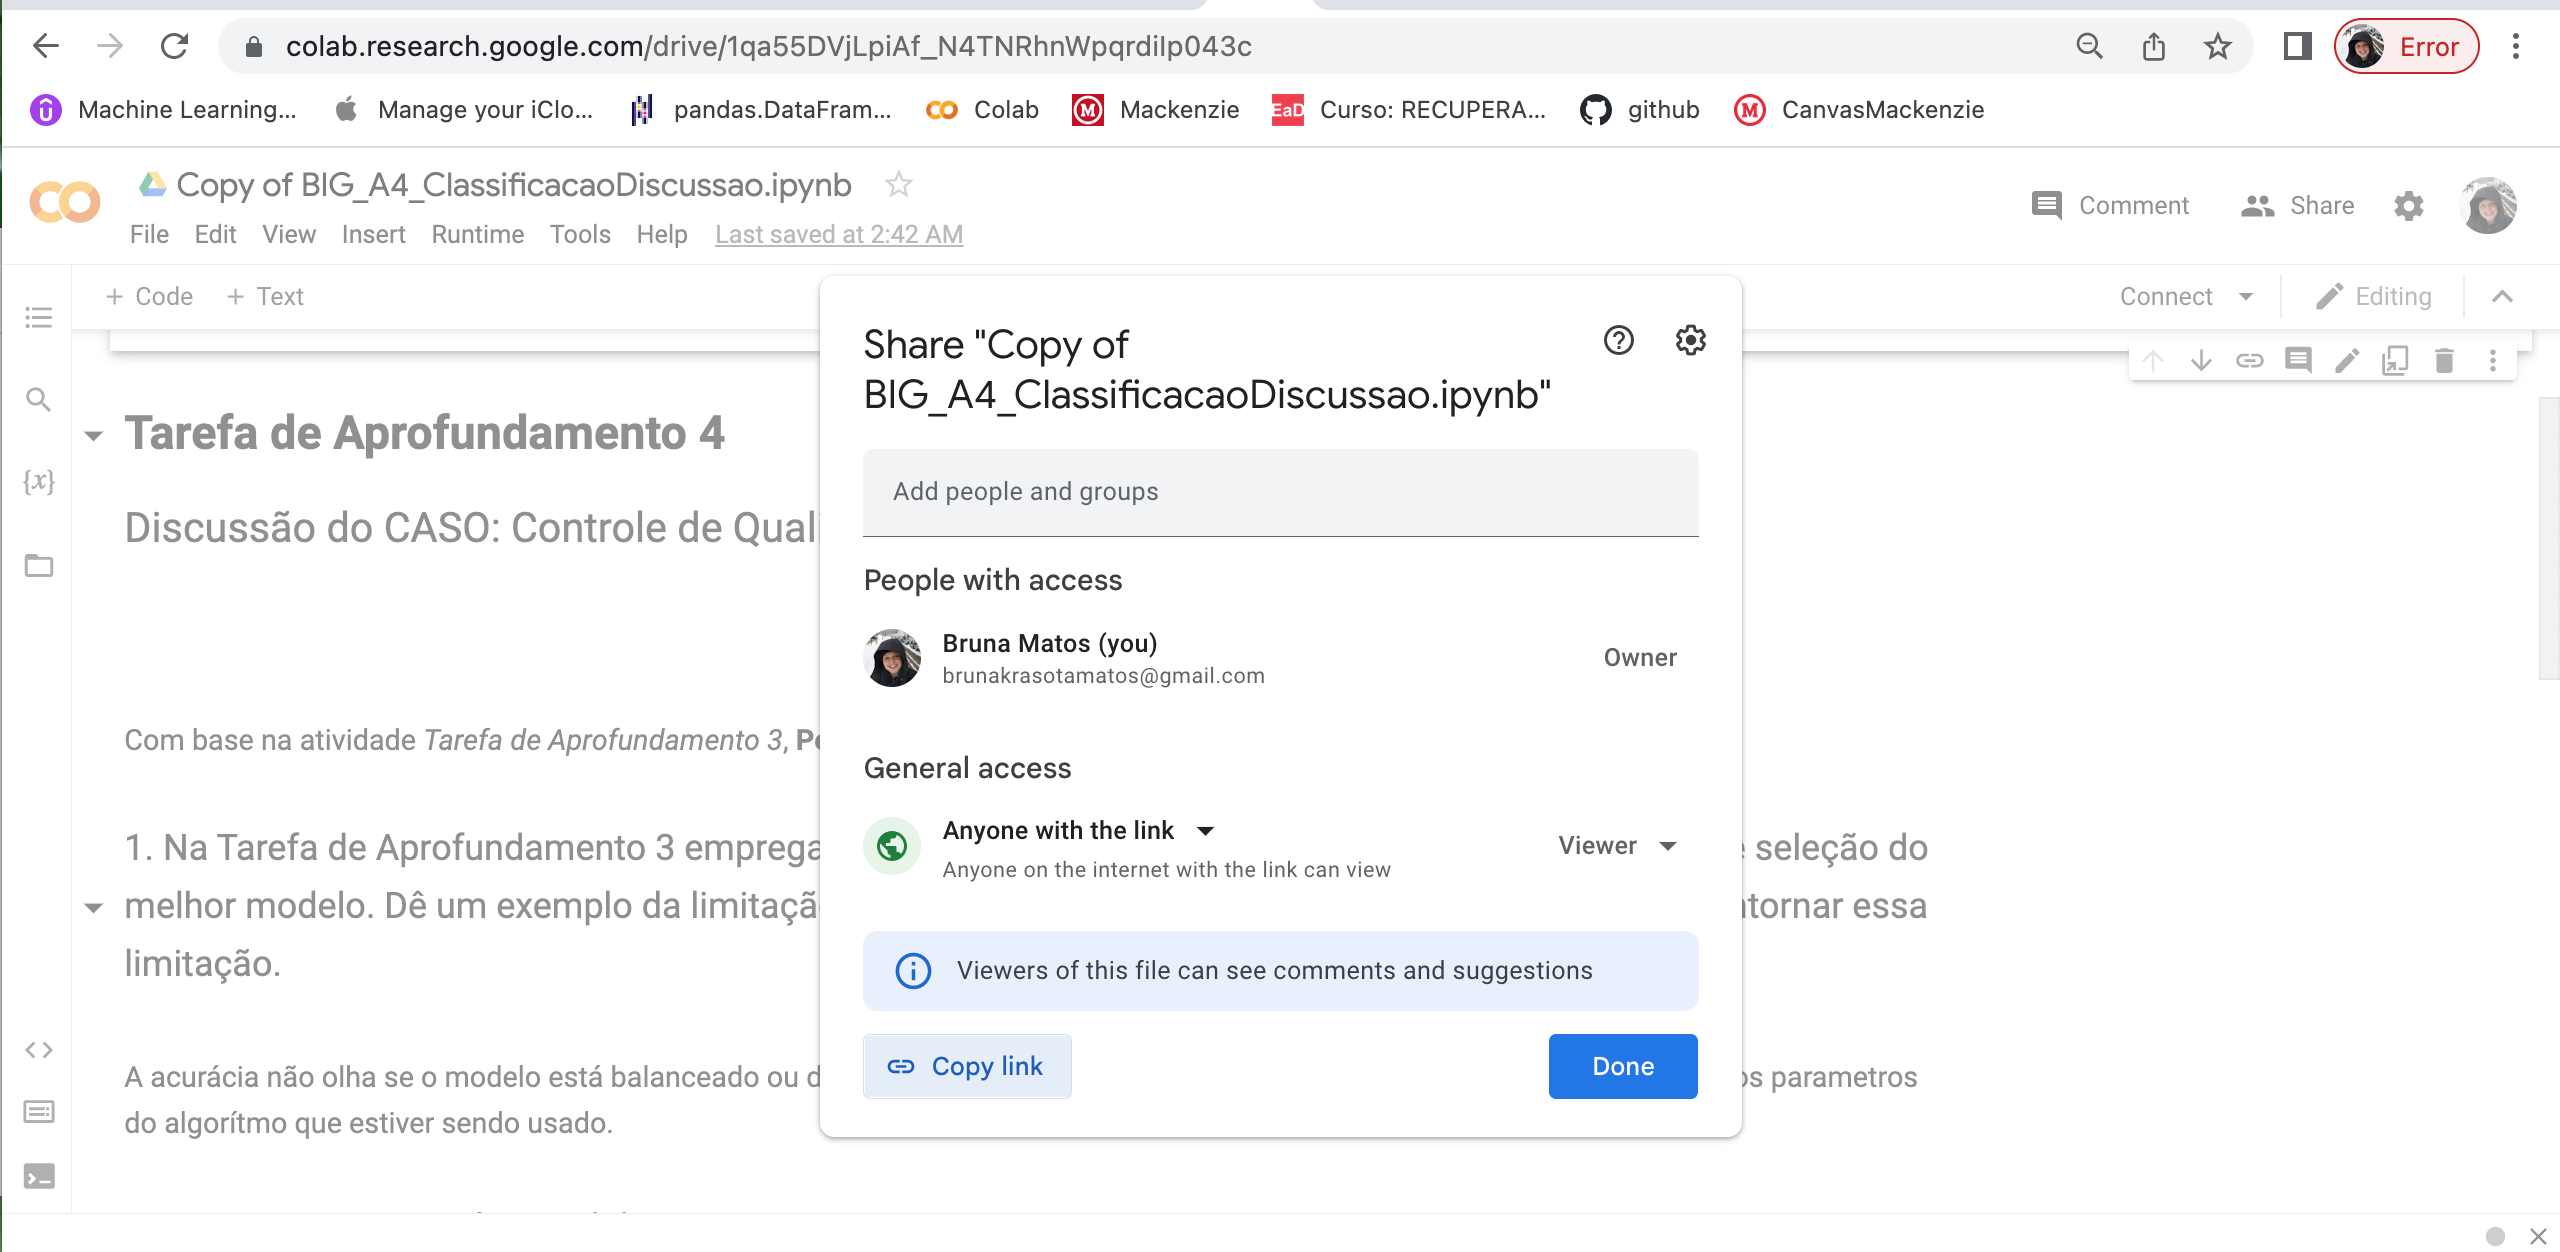 colab.research.google.com/drive/1qa55DVjLpiAf_N4TNRhnWpqrdiIp043c
Error
Machine Learning...
Manage your iClo...
pandas.DataFram...
Colab
Mackenzie
EaD
Curso: RECUPERA...
github
CanvasMackenzie
Copy of BIG_A4_ClassificacaoDiscussao.ipynb
Comment
Share
File Edit View Insert Runtime Tools Help Last saved at 2:42 AM
+ Code + Text
Connect
Editing
Share "Copy of
BIG_A4_ClassificacaoDiscussao.ipynb"
Tarefa de Aprofundamento 4
Add people and groups
Discussão do CASO: Controle de Quali
People with access
Bruna Matos (you)
brunakrasotamatos@gmail.com
Owner
Com base na atividade Tarefa de Aprofundamento 3,
General access
Anyone with the link
Anyone on the internet with the link can view
Viewer
1. Na Tarefa de Aprofundamento 3 emprega seleção do
melhor modelo. Dê um exemplo da limitaçã ntornar essa
limitação.
Viewers of this file can see comments and suggestions
Copy link
Done
A acurácia não olha se o modelo está balanceado ou d os parametros
do algorítmo que estiver sendo usado.